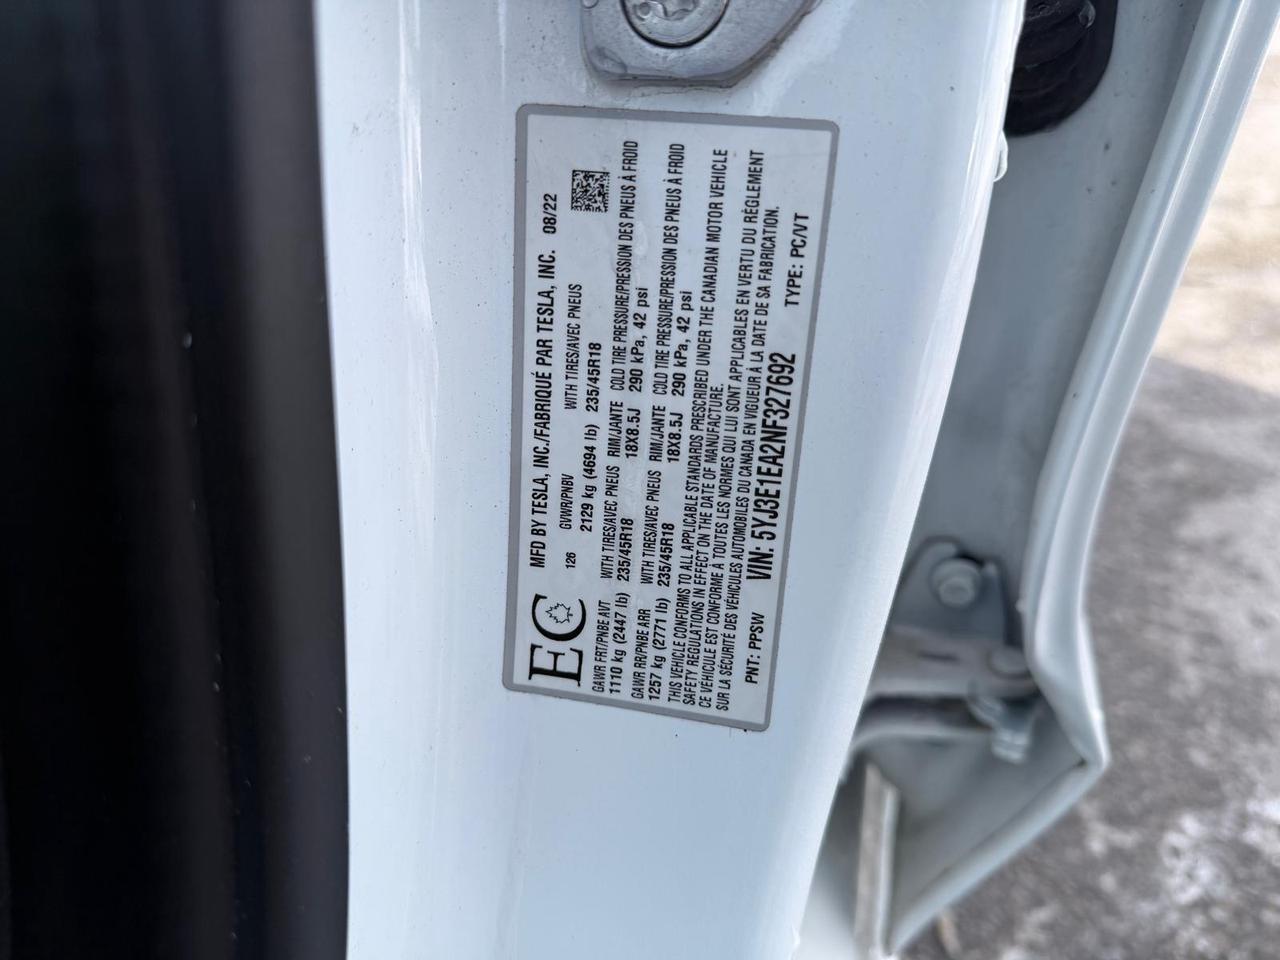 MFD BY TESLA, INC./FABRIQUÉ PAR TESLA, INC. 08/22
EC
126 GVWR/PNBV WITH TIRES/AVEC PNEUS
2129 kg (4694 lb) 235/45R18
GAWR FRT/PNBE AVT WITH TIRES/AVEC PNEUS RIM/JANTE COLD TIRE PRESSURE/PRESSION DES PNEUS À FROID
1110 kg (2447 lb) 235/45R18 18X8.5J 290 kPa, 42 psi
GAWR RR/PNBE ARR WITH TIRES/AVEC PNEUS RIM/JANTE COLD TIRE PRESSURE/PRESSION DES PNEUS À FROID
1257 kg (2771 lb) 235/45R18 18X8.5J 290 kPa, 42 psi
THIS VEHICLE CONFORMS TO ALL APPLICABLE STANDARDS PRESCRIBED UNDER THE CANADIAN MOTOR VEHICLE
SAFETY REGULATIONS IN EFFECT ON THE DATE OF MANUFACTURE.
CE VÉHICULE EST CONFORME À TOUTES LES NORMES QUI LUI SONT APPLICABLES EN VERTU DU RÈGLEMENT
SUR LA SÉCURITÉ DES VÉHICULES AUTOMOBILES DU CANADA EN VIGUEUR À LA DATE DE SA FABRICATION.
PNT: PPSW VIN: 5YJ3E1EA2NF327692 TYPE: PC/VT